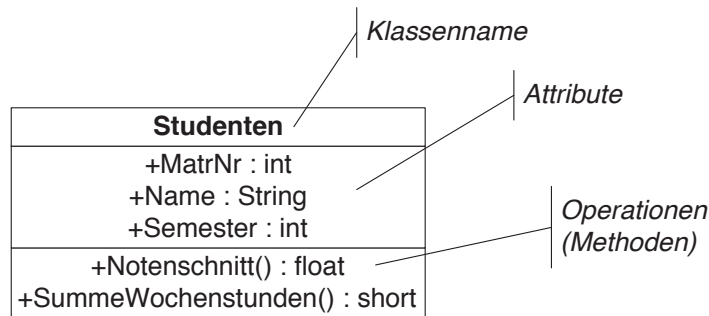 Klassenname
Attribute
Studenten
+MatrNr : int
+Name : String
+Semester : int
Operationen
(Methoden)
+Notenschnitt() : float
+SummeWochenstunden() : short